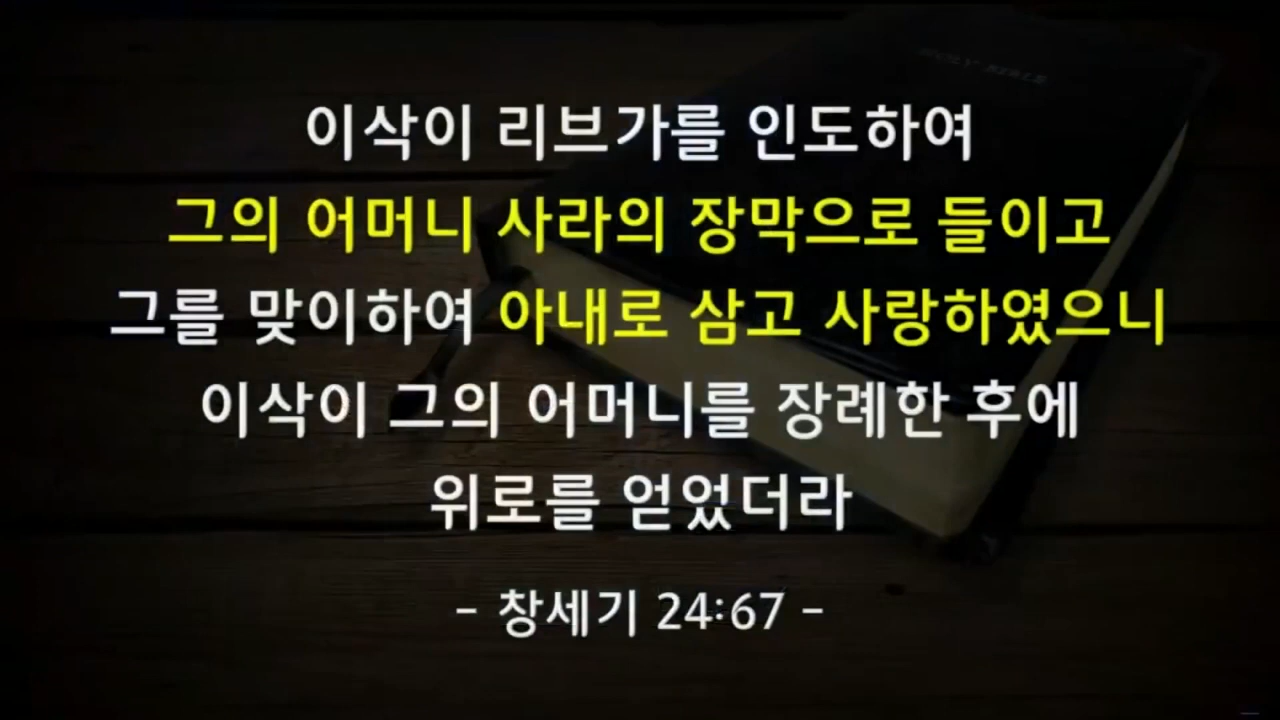 HOLY BIBLE
이삭이 리브가를 인도하여
그의 어머니 사라의 장막으로 들이고
그를 맞이하여 아내로 삼고 사랑하였으니
이삭이 그의 어머니를 장례한 후에
위로를 얻었더라
- 창세기 24:67 -